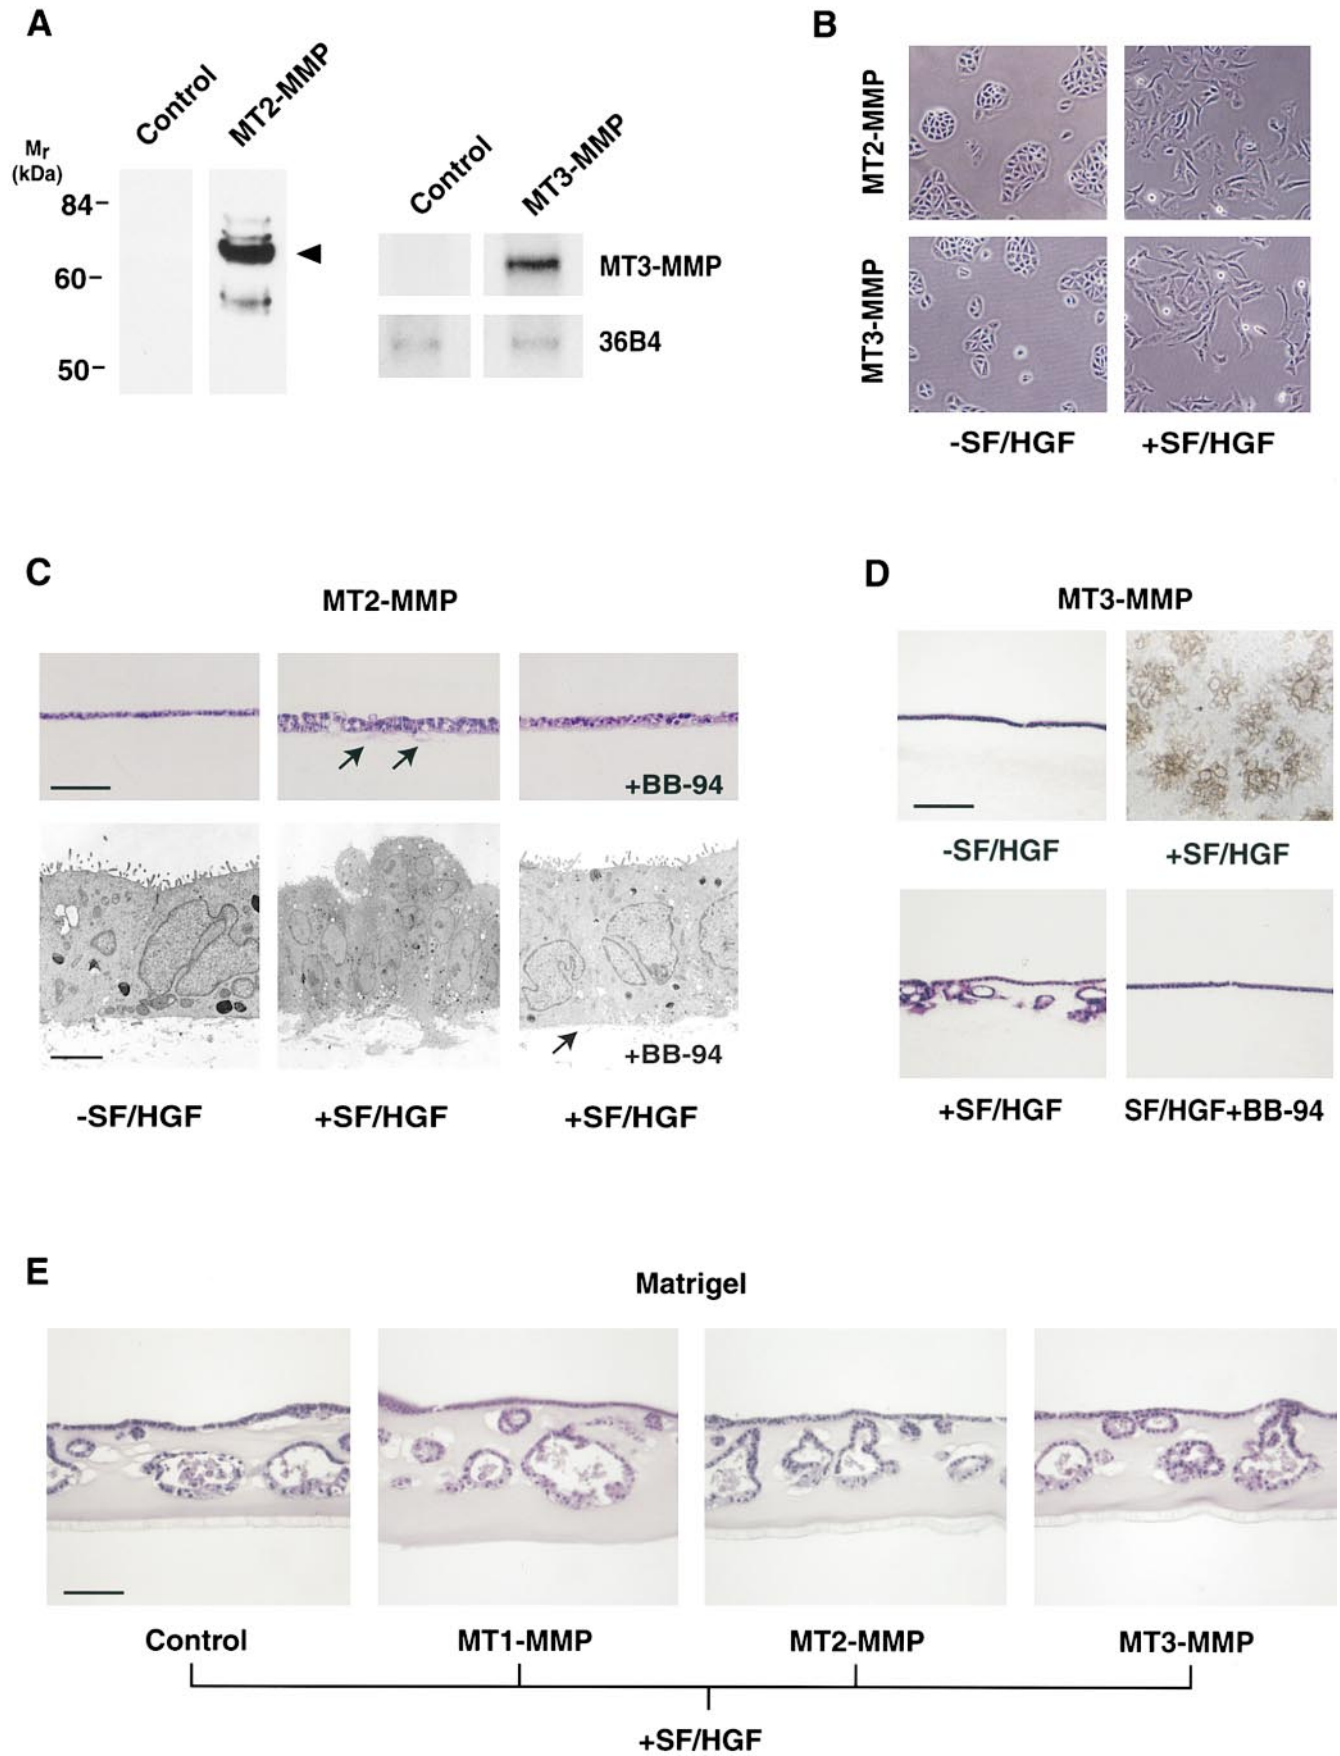 A
Control
MT2-MMP
Mr
(kDa)
84
60
50
Control
MT3-MMP
MT3-MMP
36B4
B
MT2-MMP
MT3-MMP
-SF/HGF
+SF/HGF
C
MT2-MMP
+BB-94
+BB-94
-SF/HGF
+SF/HGF
+SF/HGF
D
MT3-MMP
-SF/HGF
+SF/HGF
+SF/HGF
SF/HGF+BB-94
E
Matrigel
Control
MT1-MMP
MT2-MMP
MT3-MMP
+SF/HGF